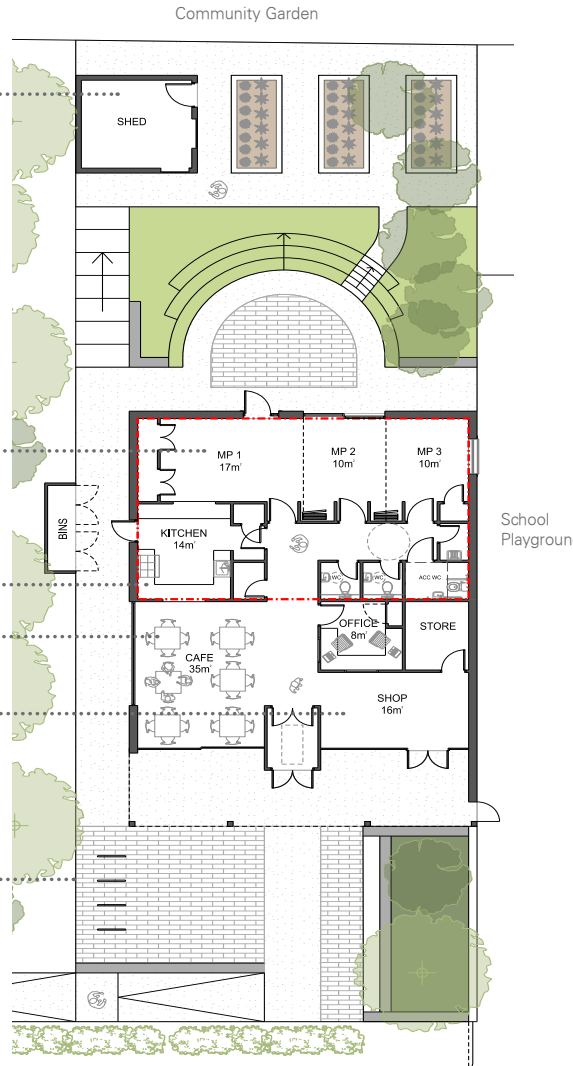 Community Garden
SHED
MP 1
17m²
MP 2
10m²
MP 3
10m²
BINS
KITCHEN
14m²
School
Playgroun
WC
WC
ACC WC
OFFICE
8m²
STORE
CAFE
35m²
SHOP
16m²